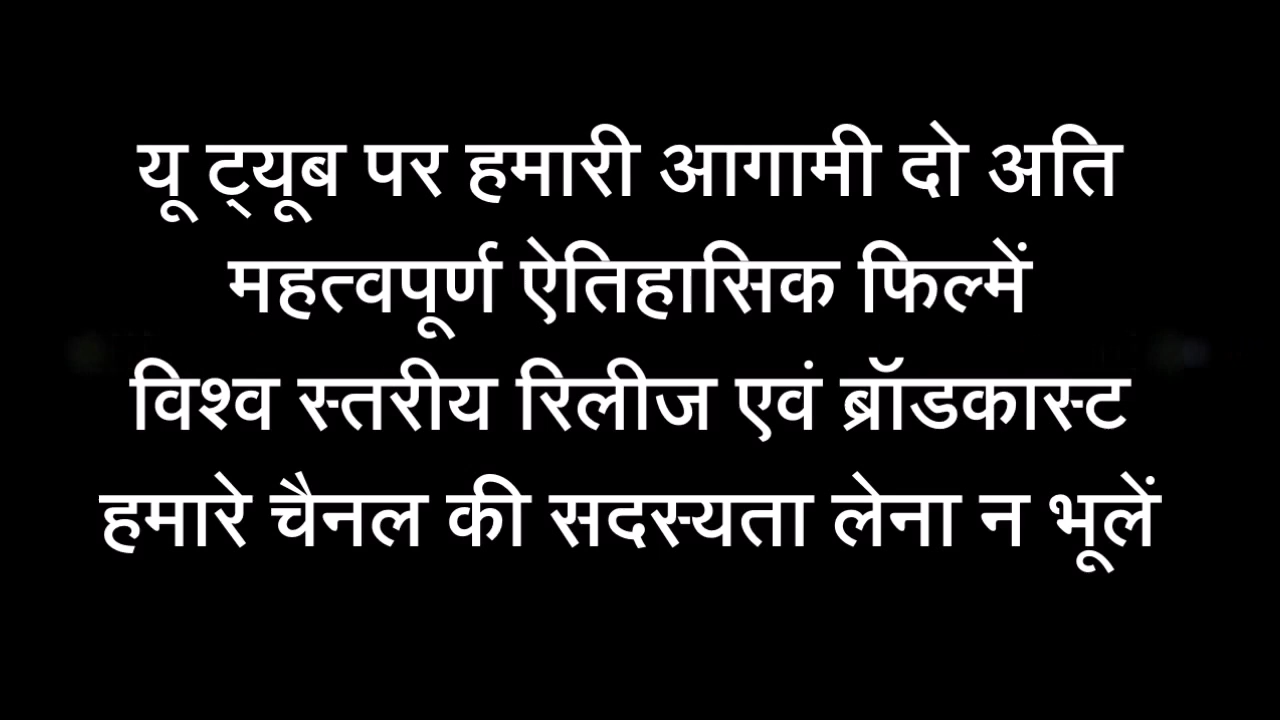 यू ट्यूब पर हमारी आगामी दो अति
महत्वपूर्ण ऐतिहासिक फिल्में
विश्व स्तरीय रिलीज एवं ब्रॉडकास्ट
हमारे चैनल की सदस्यता लेना न भूलें